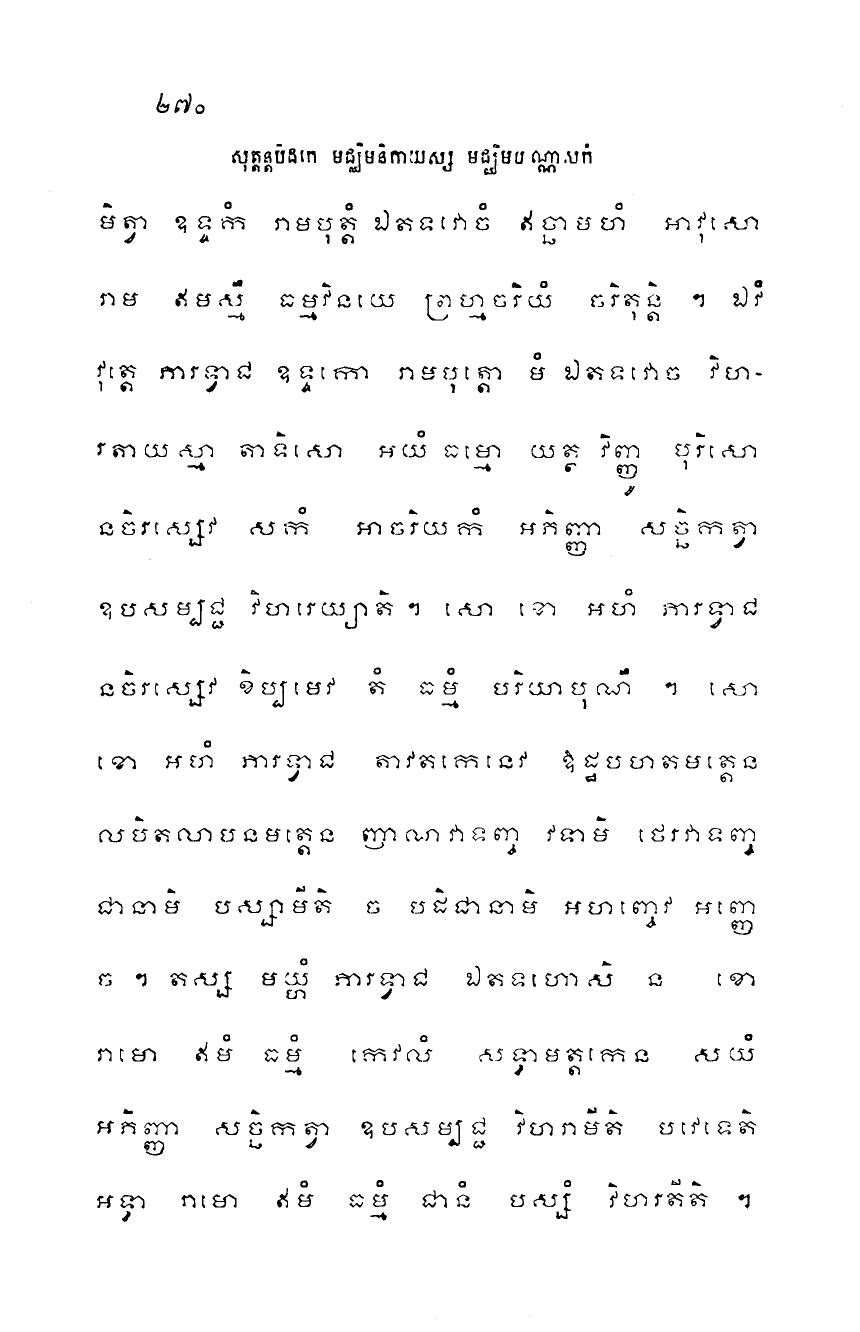 ២៧០
សុត្តន្តបិដកេ មជ្ឈិមនិកាយស្ស មជ្ឈិមបណ្ណាសកំ
មិត្វា ឧទ្ទកំ រាមបុត្តំ ឯតទវោចំ ឥច្ឆាមហំ អាវុសោ
រាម ឥមស្មឹ ធម្មវិនយេ ព្រហ្មចរិយំ ចរិតុន្តិ ។ ឯវំ
វុត្តេ ភារទ្វាជ ឧទ្ទកោ រាមបុត្តោ មំ ឯតទវោច វិហ-
រតាយស្មា តាទិសោ អយំ ធម្មោ យត្ថ វិញ្ញូ បុរិសោ
នចិរស្សេវ សកំ អាចរិយកំ អភិញ្ញា សច្ឆិកត្វា
ឧបសម្បជ្ជ វិហរេយ្យាតិ ។ សោ ខោ អហំ ភារទ្វាជ
នចិរស្សេវ ខិប្បមេវ តំ ធម្មំ បរិយាបុណឹ ។ សោ
ខោ អហំ ភារទ្វាជ តាវតកេនេវ ឱដ្ឋបហតមត្តេន
លបិតលាបនមត្តេន ញាណវាទញ្ច វទាមិ ថេរវាទញ្ច
ជានាមិ បស្សាមីតិ ច បដិជានាមិ អហញ្ចេវ អញ្ញេ
ច ។ តស្ស មយ្ហំ ភារទ្វាជ ឯតទហោសិ ន ខោ
រាមោ ឥមំ ធម្មំ កេវលំ សទ្ធាមត្តកេន សយំ
អភិញ្ញា សច្ឆិកត្វា ឧបសម្បជ្ជ វិហរាមីតិ បវេទេតិ
អទ្ធា រាមោ ឥមំ ធម្មំ ជានំ បស្សំ វិហរតីតិ ។